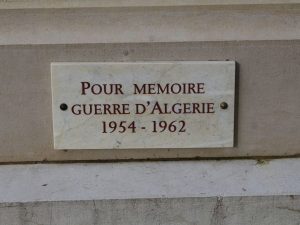 POUR MEMOIRE
GUERRE D'ALGERIE
1954 - 1962